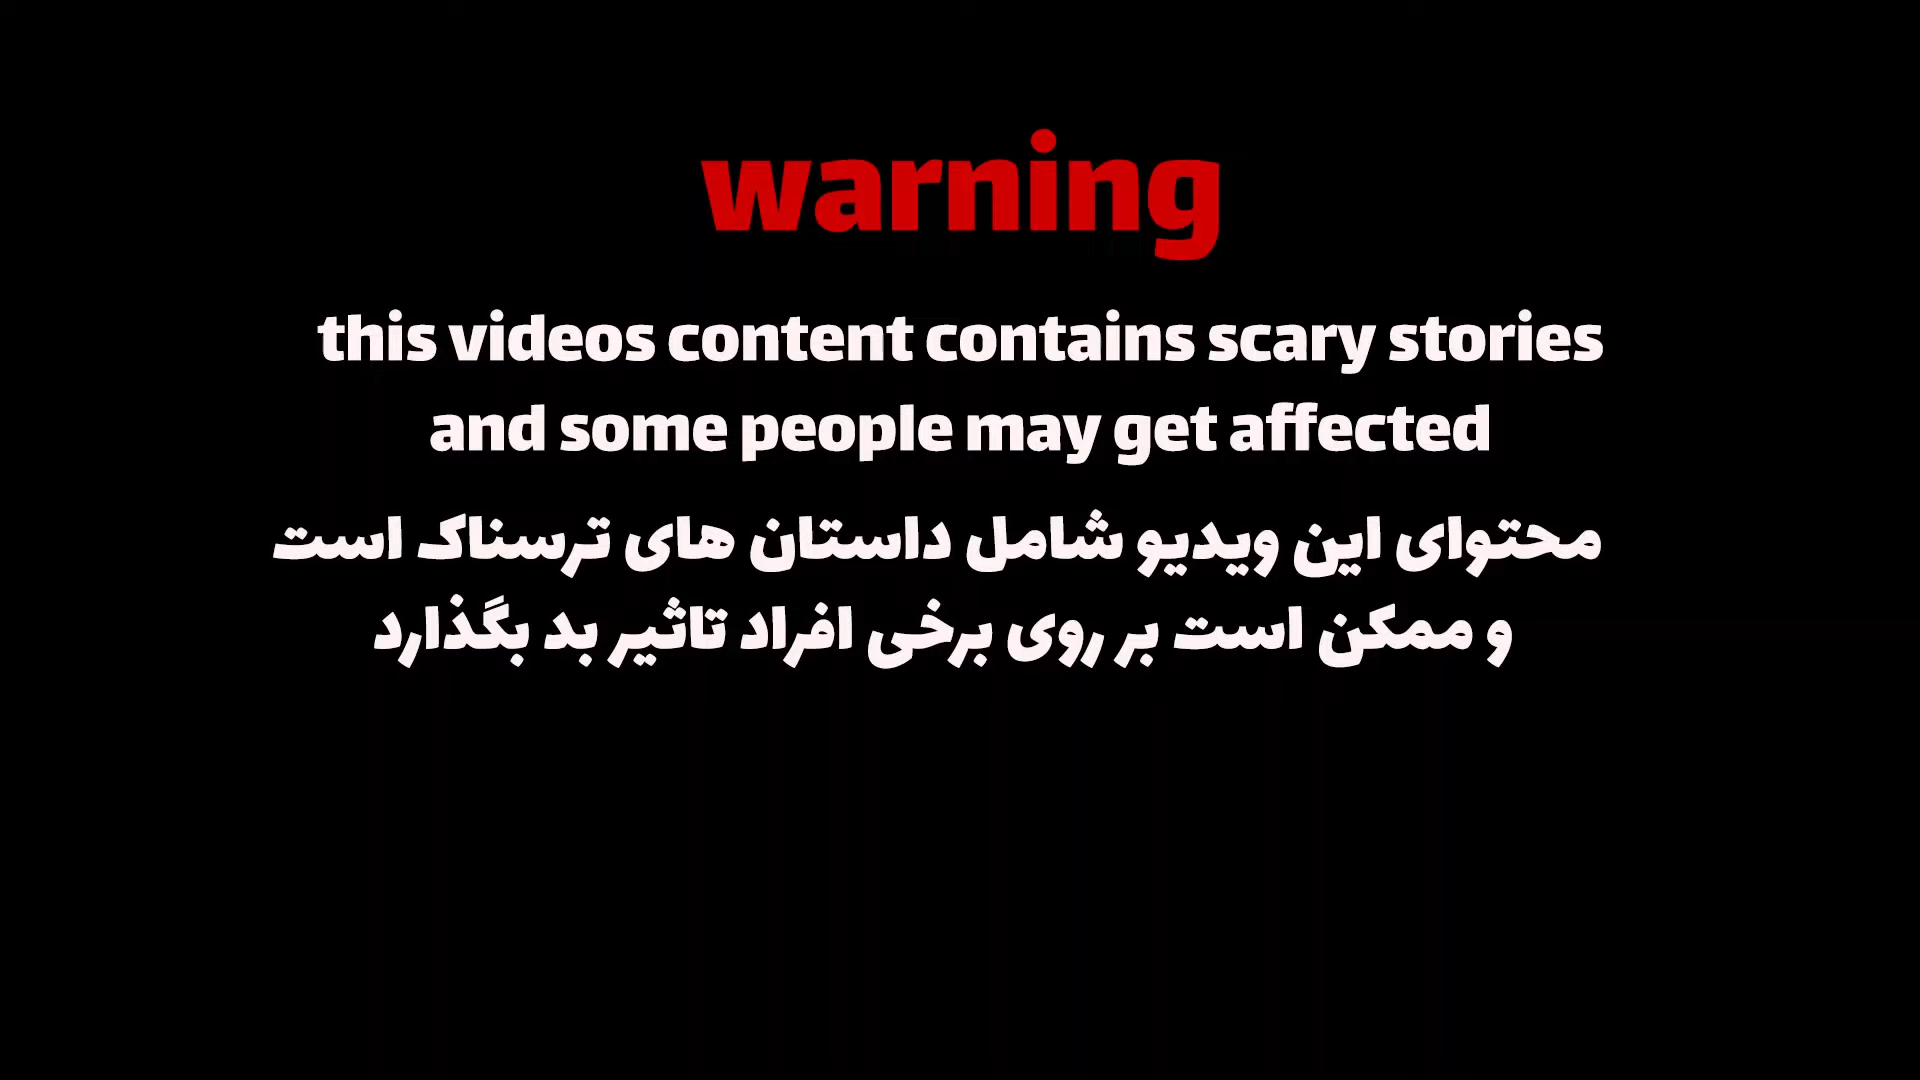 warning
this videos content contains scary stories
and some people may get affected
محتوای این ویدیو شامل داستان های ترسناک است
و ممکن است بر روی برخی افراد تاثیر بد بگذارد